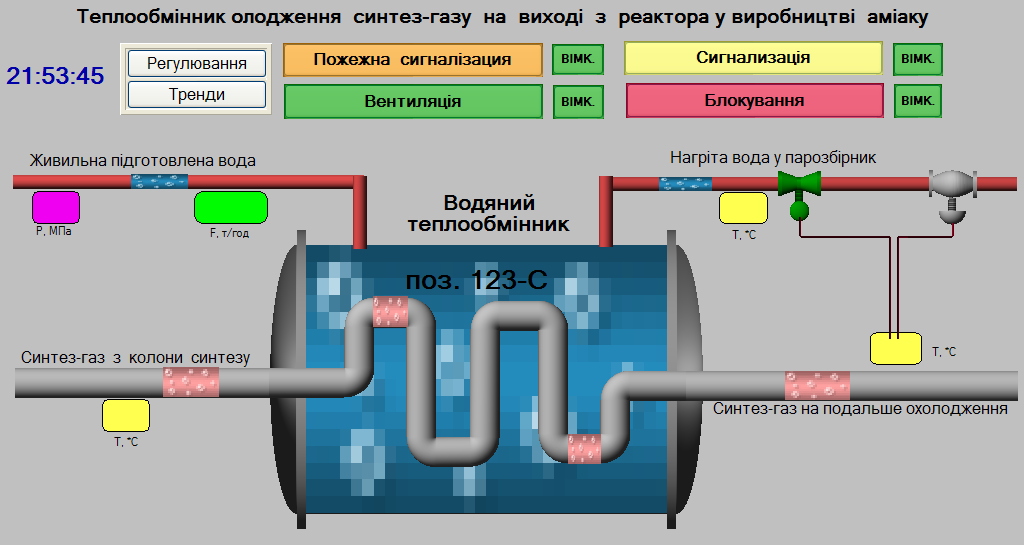 Теплообмінник олодження синтез-газу на виході з реактора у виробництві аміаку
21:53:45
Регулювання
Тренди
Пожежна сигналізация
ВІМК.
Сигнализація
ВІМК.
Вентиляція
ВІМК.
Блокування
ВІМК.
Живильна підготовлена вода
P, МПа
F, т/год
Водяний
теплообмінник
поз. 123-С
Нагріта вода у парозбірник
T, *C
T, *C
Синтез-газ з колони синтезу
T, *C
Синтез-газ на подальше охолодження